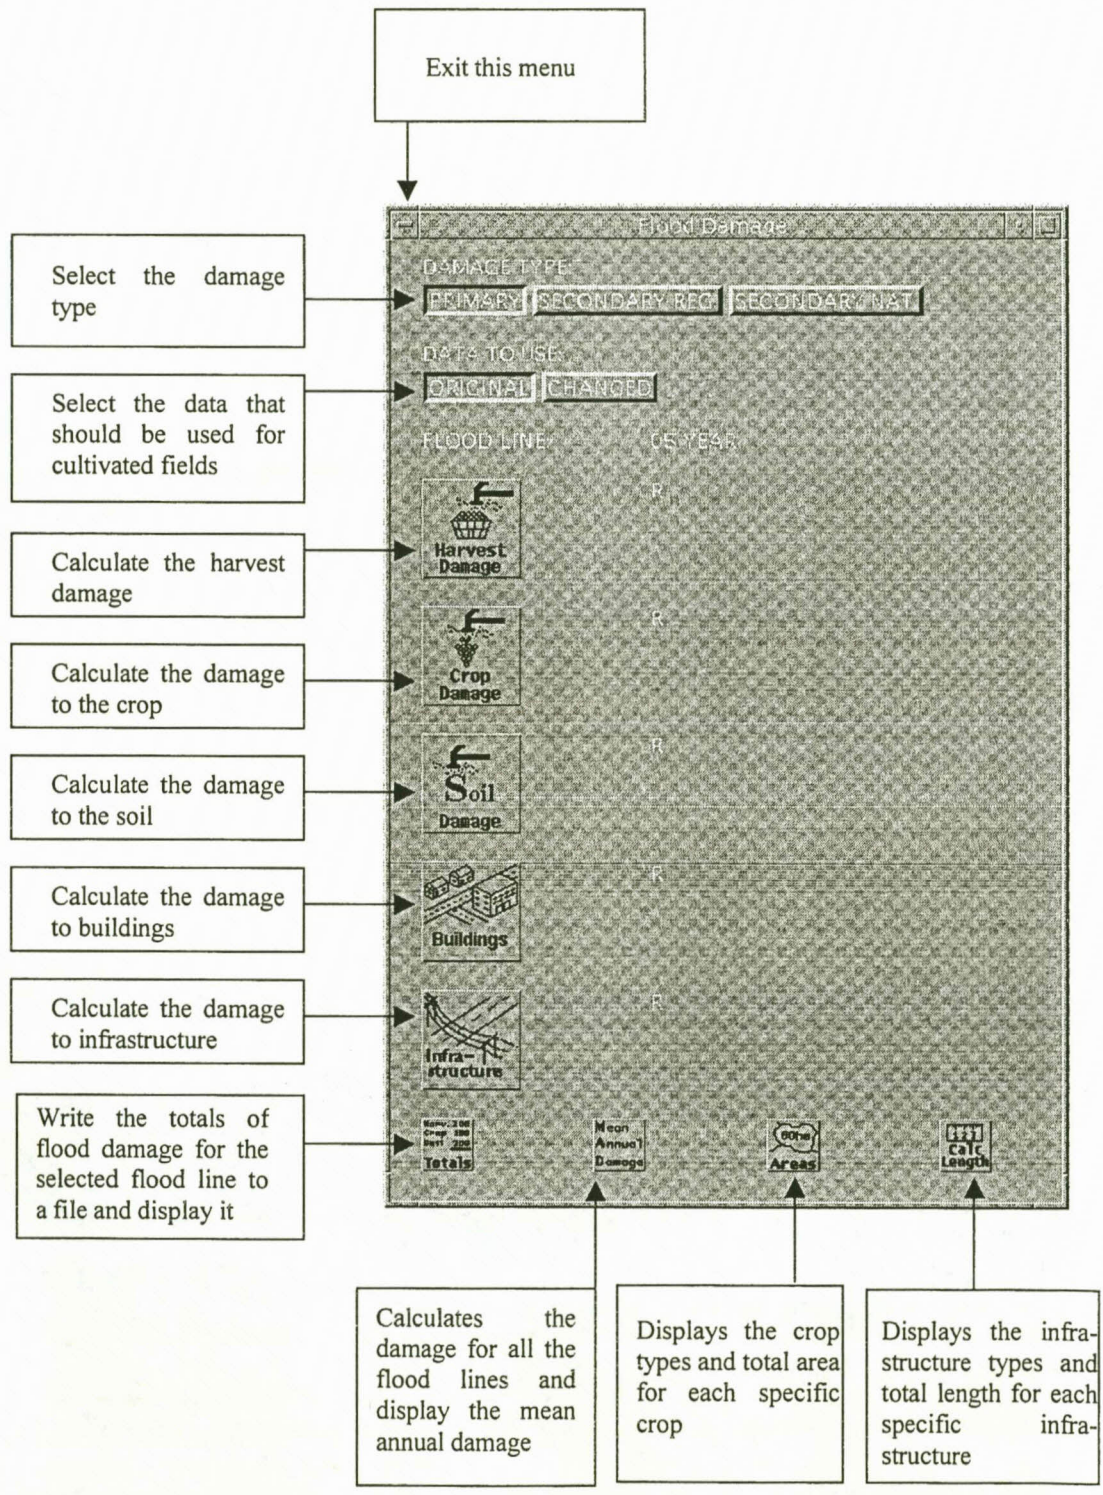 Exit this menu
Flood Damage
Select the damage
type
DAMAGE TYPE:
PRIMARY SECONDARY REG SECONDARY NAT
Select the data that
should be used for
cultivated fields
DATA TO USE:
ORIGINAL CHANGED
FLOOD LINE: 05 YEAR
Calculate the harvest
damage
Harvest
Damage
R
Calculate the damage
to the crop
Crop
Damage
R
Calculate the damage
to the soil
Soil
Damage
R
Calculate the damage
to buildings
Buildings
R
Calculate the damage
to infrastructure
Infra-
structure
R
Write the totals of
flood damage for the
selected flood line to
a file and display it
Totals
Mean
Annual
Damage
Areas
Calc
Length
Calculates the
damage for all the
flood lines and
display the mean
annual damage
Displays the crop
types and total area
for each specific
crop
Displays the infra-
structure types and
total length for each
specific infra-
structure